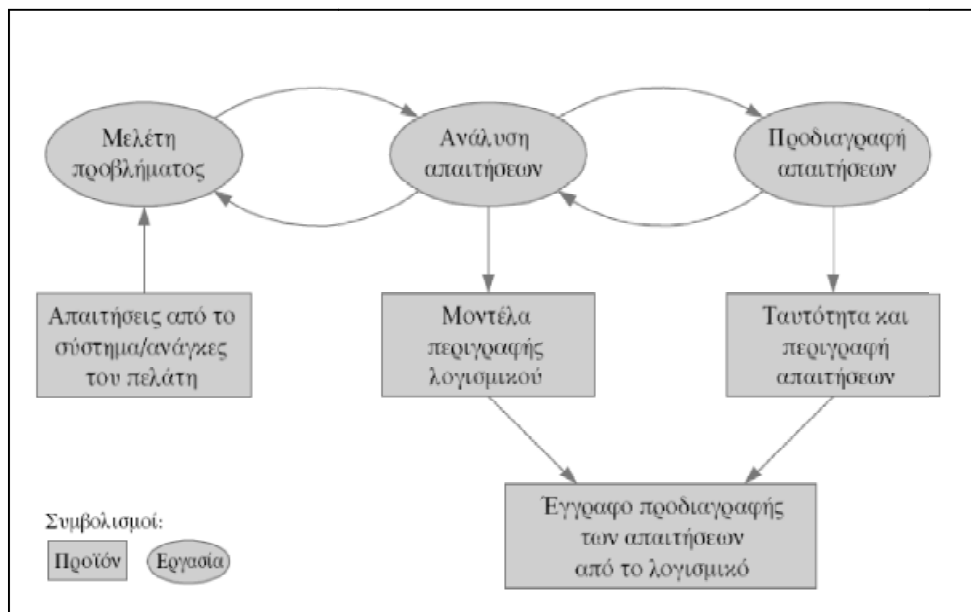 Μελέτη
προβλήματος
Ανάλυση
απαιτήσεων
Προδιαγραφή
απαιτήσεων
Απαιτήσεις από το
σύστημα/ανάγκες
του πελάτη
Μοντέλα
περιγραφής
λογισμικού
Ταυτότητα και
περιγραφή
απαιτήσεων
Έγγραφο προδιαγραφής
των απαιτήσεων
από το λογισμικό
Συμβολισμοί:
Προϊόν
Εργασία